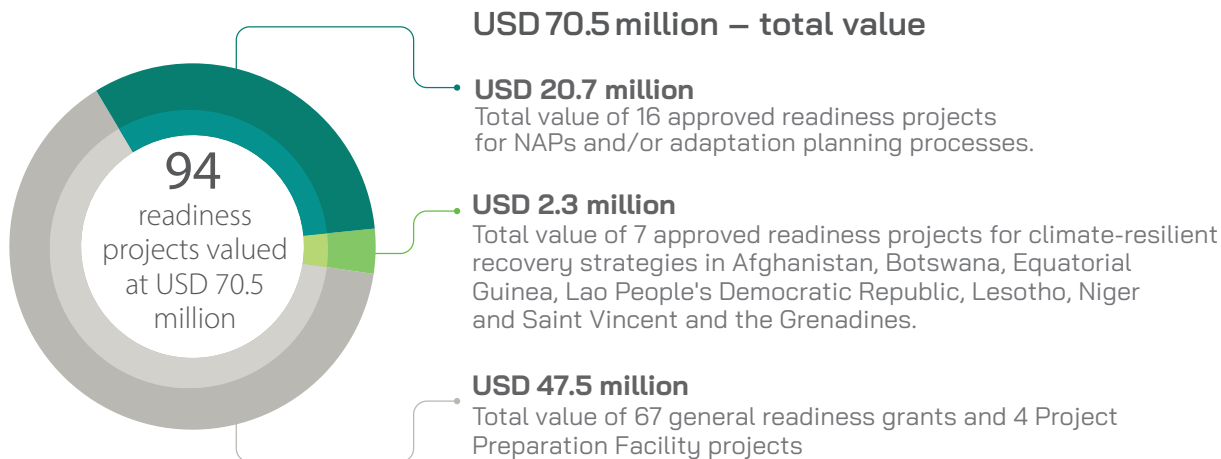 USD 70.5 million – total value
94
readiness
projects valued
at USD 70.5
million
USD 20.7 million
Total value of 16 approved readiness projects
for NAPs and/or adaptation planning processes.
USD 2.3 million
Total value of 7 approved readiness projects for climate-resilient
recovery strategies in Afghanistan, Botswana, Equatorial
Guinea, Lao People's Democratic Republic, Lesotho, Niger
and Saint Vincent and the Grenadines.
USD 47.5 million
Total value of 67 general readiness grants and 4 Project
Preparation Facility projects